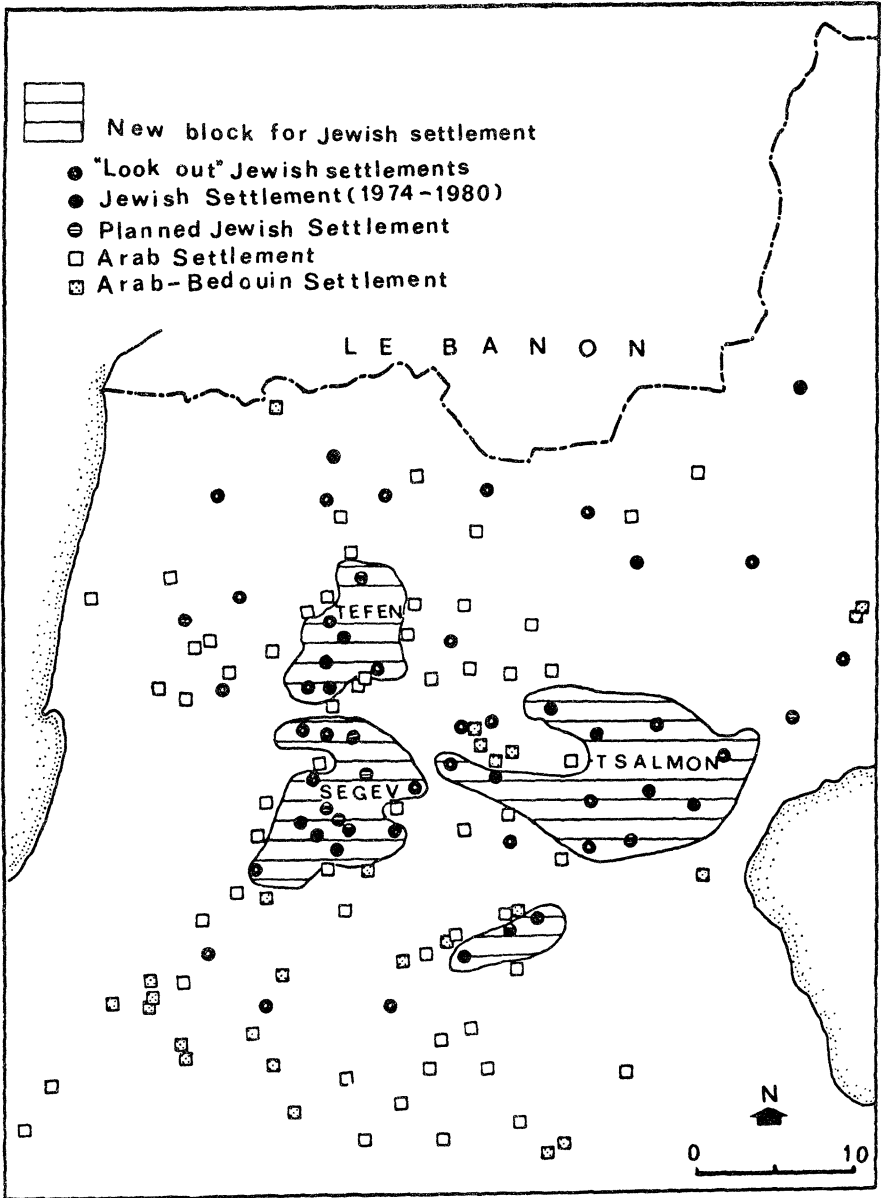 New block for Jewish settlement
"Look out" Jewish settlements
Jewish Settlement (1974-1980)
Planned Jewish Settlement
Arab Settlement
Arab-Bedouin Settlement
LEBANON
TEFEN
TSALMON
SEGEV
N
0 10